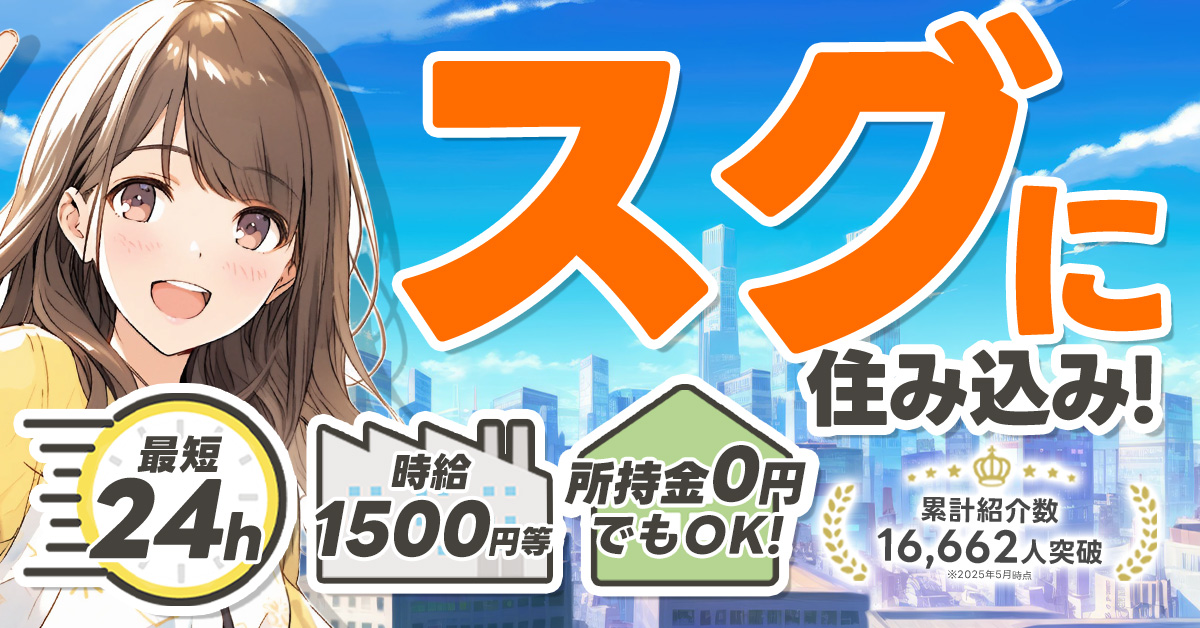 スグに
住み込み!
最短
24h
時給
1500円等
所持金0円
でもOK!
累計紹介数
16,662人突破
※2025年5月時点